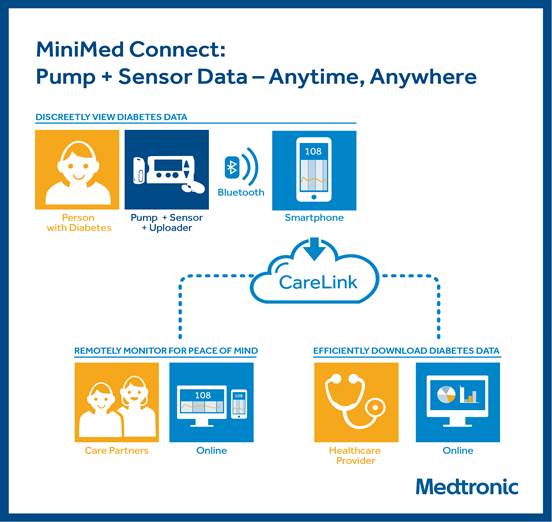 MiniMed Connect:
Pump + Sensor Data – Anytime, Anywhere
DISCREETLY VIEW DIABETES DATA
108
Bluetooth
Person
with Diabetes
Pump + Sensor
+ Uploader
Smartphone
CareLink
REMOTELY MONITOR FOR PEACE OF MIND
108
108
Care Partners
Online
EFFICIENTLY DOWNLOAD DIABETES DATA
Healthcare
Provider
Online
Medtronic